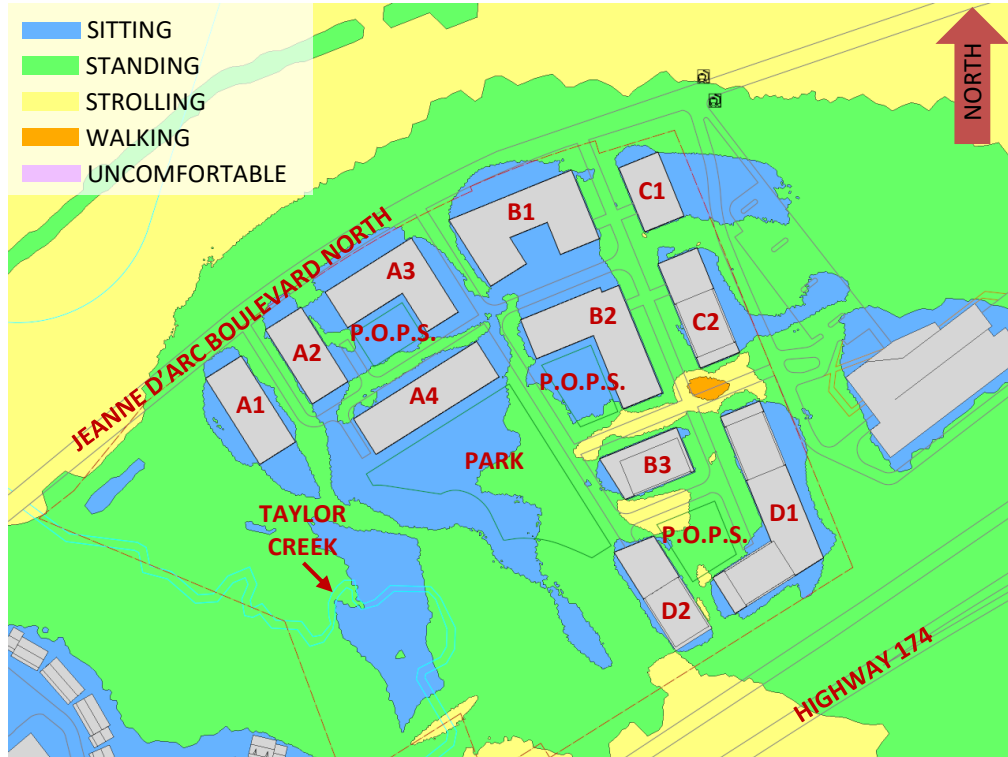 SITTING
STANDING
STROLLING
WALKING
UNCOMFORTABLE
NORTH
JEANNE D'ARC BOULEVARD NORTH
C1
B1
A3
C2
B2
A2
P.O.P.S.
P.O.P.S.
A1
A4
PARK
B3
TAYLOR
CREEK
D1
P.O.P.S.
D2
HIGHWAY 174